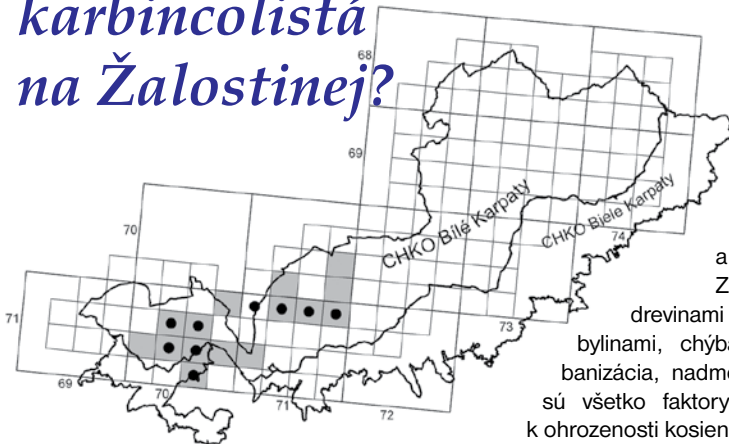 karbincolistá
na Žalostinej?
68
69
70
71
69
70
71
72
73
74
CHKO Bílé Karpaty
CHKO Biele Karpaty
a
Z
drevinami
bylinami, chýba
banizácia, nadme
sú všetko faktory
k ohrozenosti kosien